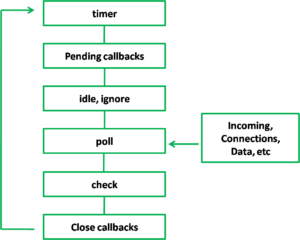 timer
Pending callbacks
idle, ignore
poll
Incoming,
Connections,
Data, etc
check
Close callbacks